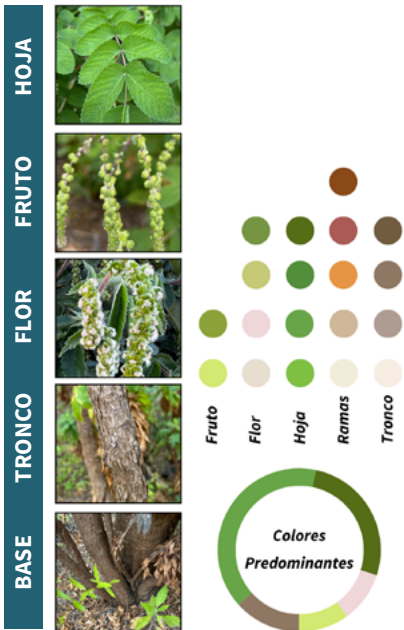 HOJA
FRUTO
FLOR
TRONCO
BASE
Fruto
Flor
Hoja
Ramas
Tronco
Colores
Predominantes